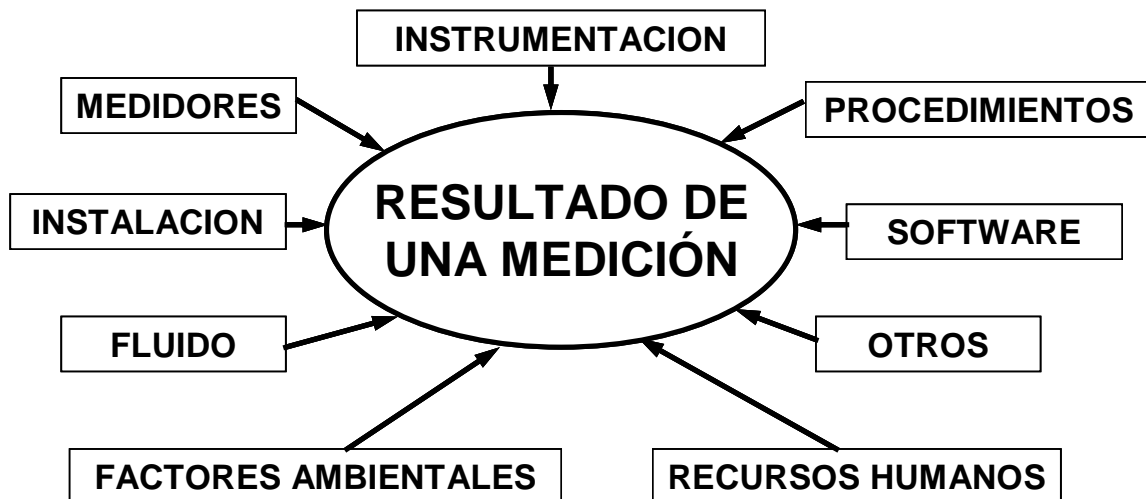 INSTRUMENTACION
MEDIDORES
PROCEDIMIENTOS
RESULTADO DE
UNA MEDICIÓN
INSTALACION
SOFTWARE
FLUIDO
OTROS
FACTORES AMBIENTALES
RECURSOS HUMANOS